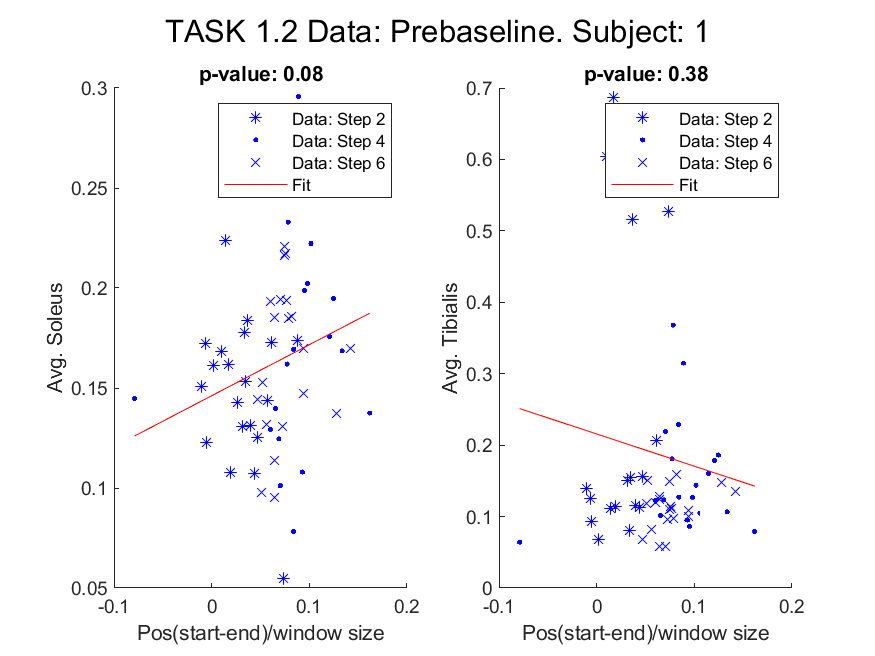 TASK 1.2 Data: Prebaseline. Subject: 1
p-value: 0.08
0.3
0.25
0.2
0.15
0.1
0.05
Avg. Soleus
-0.1
0
0.1
0.2
Pos(start-end)/window size
Data: Step 2
Data: Step 4
Data: Step 6
Fit
p-value: 0.38
0.7
0.6
0.5
0.4
0.3
0.2
0.1
0
Avg. Tibialis
-0.1
0
0.1
0.2
Pos(start-end)/window size
Data: Step 2
Data: Step 4
Data: Step 6
Fit